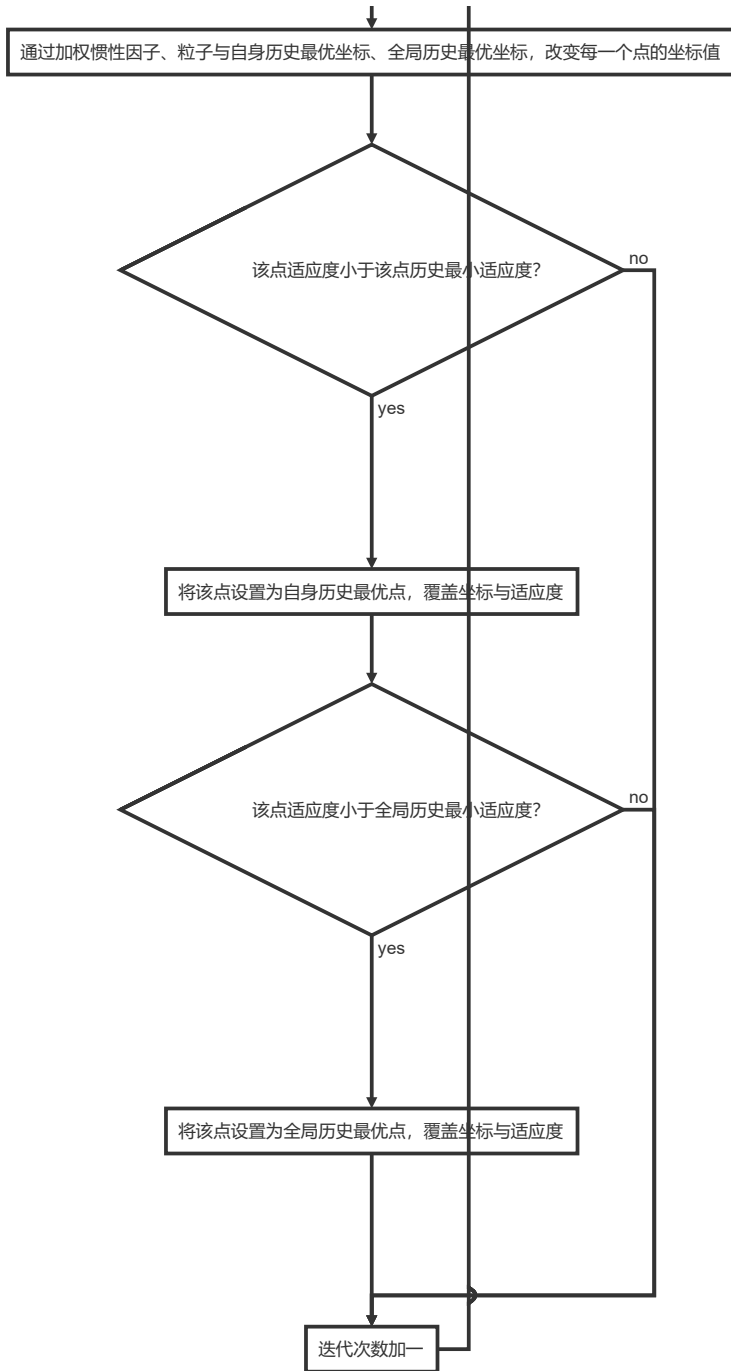 通过加权惯性因子、粒子与自身历史最优坐标、全局历史最优坐标，改变每一个点的坐标值
该点适应度小于该点历史最小适应度？
no
yes
将该点设置为自身历史最优点，覆盖坐标与适应度
该点适应度小于全局历史最小适应度？
no
yes
将该点设置为全局历史最优点，覆盖坐标与适应度
迭代次数加一